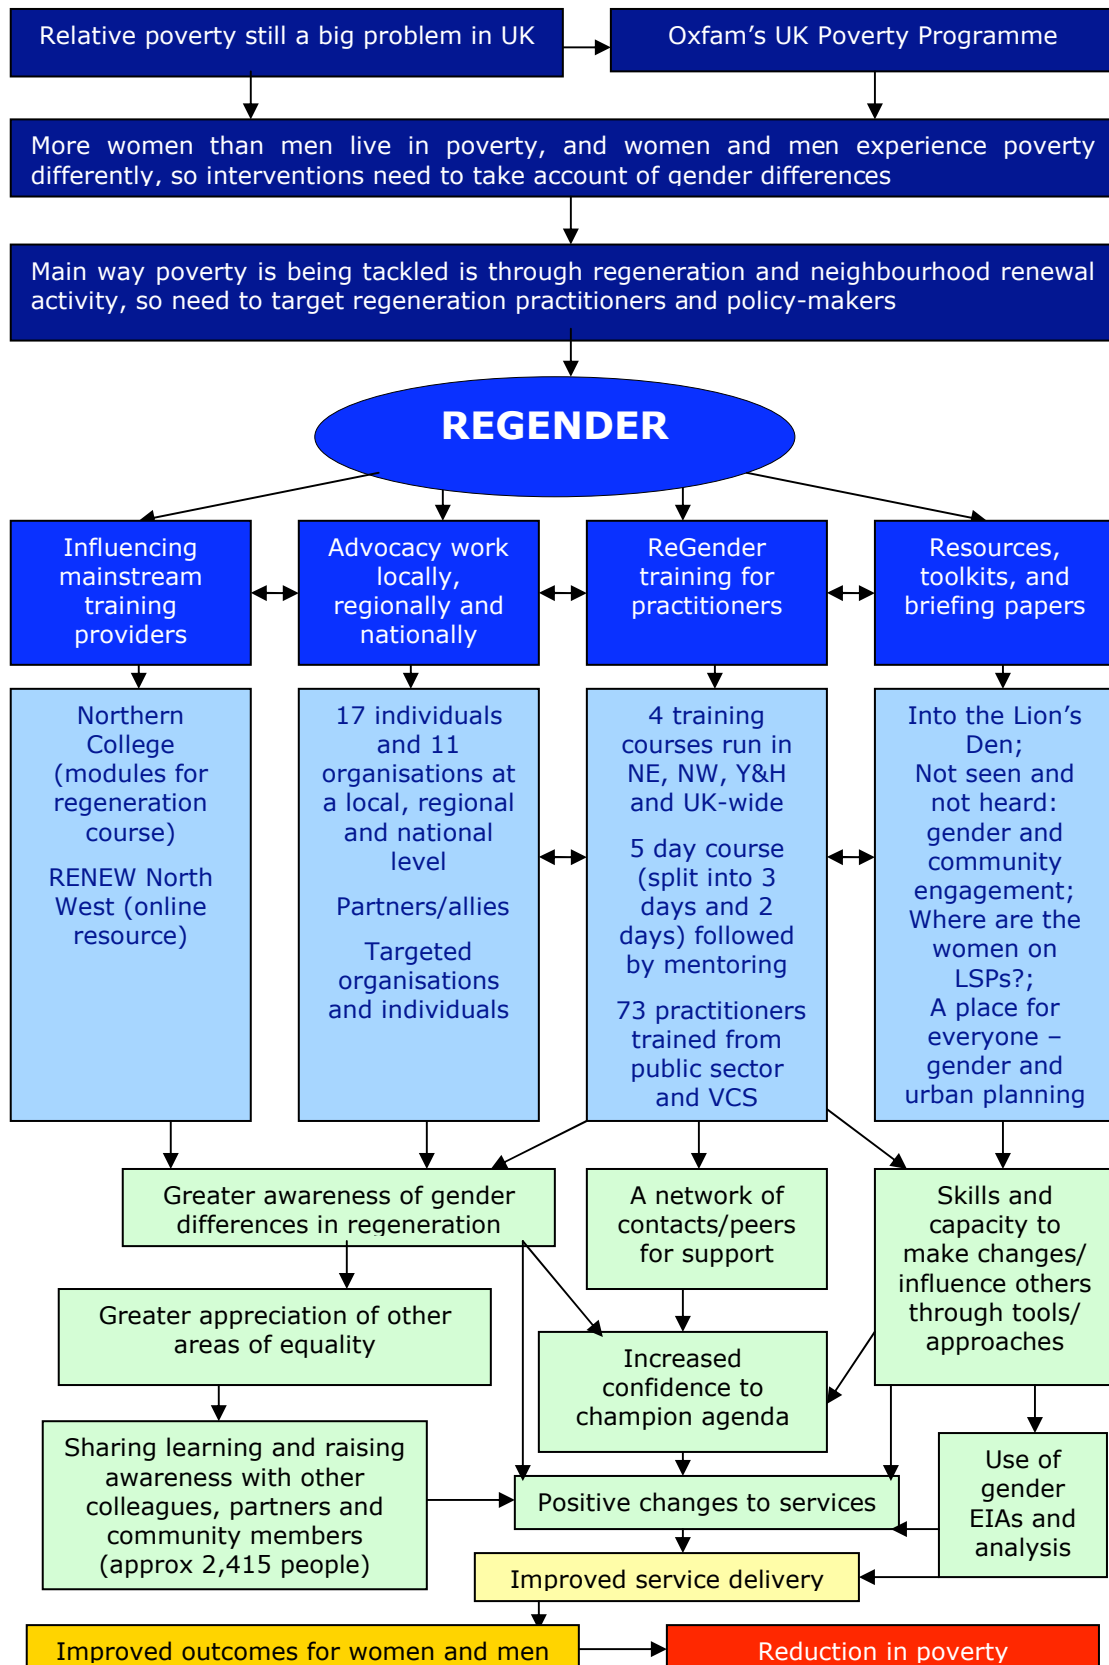 Relative poverty still a big problem in UK
Oxfam's UK Poverty Programme
More women than men live in poverty, and women and men experience poverty
differently, so interventions need to take account of gender differences
Main way poverty is being tackled is through regeneration and neighbourhood renewal
activity, so need to target regeneration practitioners and policy-makers
REGENDER
Influencing
mainstream
training
providers
Advocacy work
locally,
regionally and
nationally
ReGender
training for
practitioners
Resources,
toolkits, and
briefing papers
Northern
College
(modules for
regeneration
course)
RENEW North
West (online
resource)
17 individuals
and 11
organisations at
a local, regional
and national
level
Partners/allies
Targeted
organisations
and individuals
4 training
courses run in
NE, NW, Y&H
and UK-wide
5 day course
(split into 3
days and 2
days) followed
by mentoring
73 practitioners
trained from
public sector
and VCS
Into the Lion's
Den;
Not seen and
not heard:
gender and
community
engagement;
Where are the
women on
LSPs?;
A place for
everyone –
gender and
urban planning
Greater awareness of gender
differences in regeneration
A network of
contacts/peers
for support
Skills and
capacity to
make changes/
influence others
through tools/
approaches
Greater appreciation of other
areas of equality
Increased
confidence to
champion agenda
Sharing learning and raising
awareness with other
colleagues, partners and
community members
(approx 2,415 people)
Positive changes to services
Use of
gender
EIAs and
analysis
Improved service delivery
Improved outcomes for women and men
Reduction in poverty